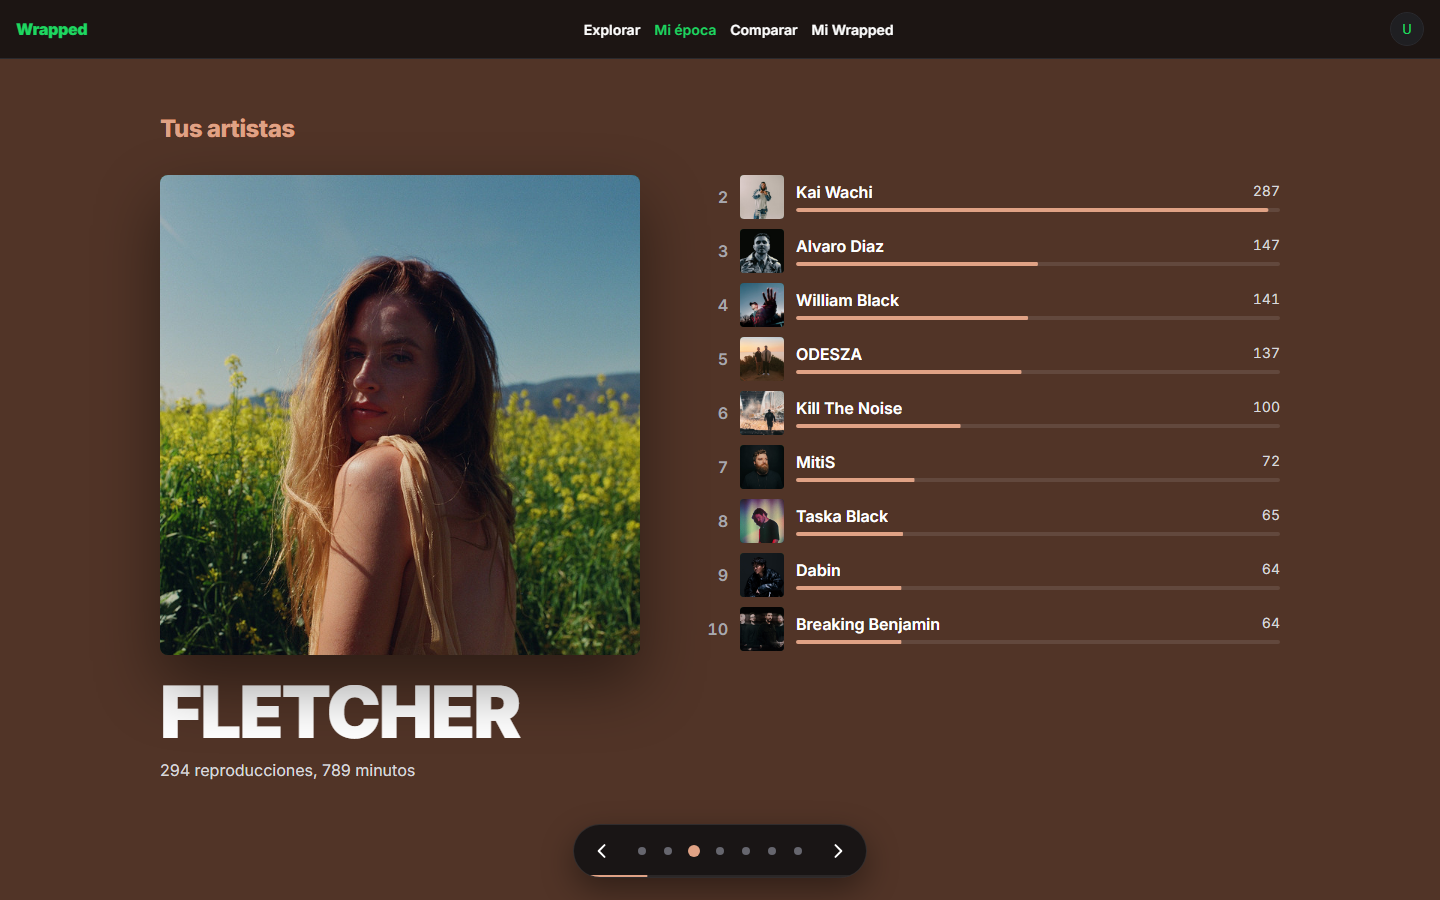 Wrapped
Explorar Mi época Comparar Mi Wrapped
U
Tus artistas
FLETCHER
294 reproducciones, 789 minutos
2 Kai Wachi 287
3 Alvaro Diaz 147
4 William Black 141
5 ODESZA 137
6 Kill The Noise 100
7 MitiS 72
8 Taska Black 65
9 Dabin 64
10 Breaking Benjamin 64